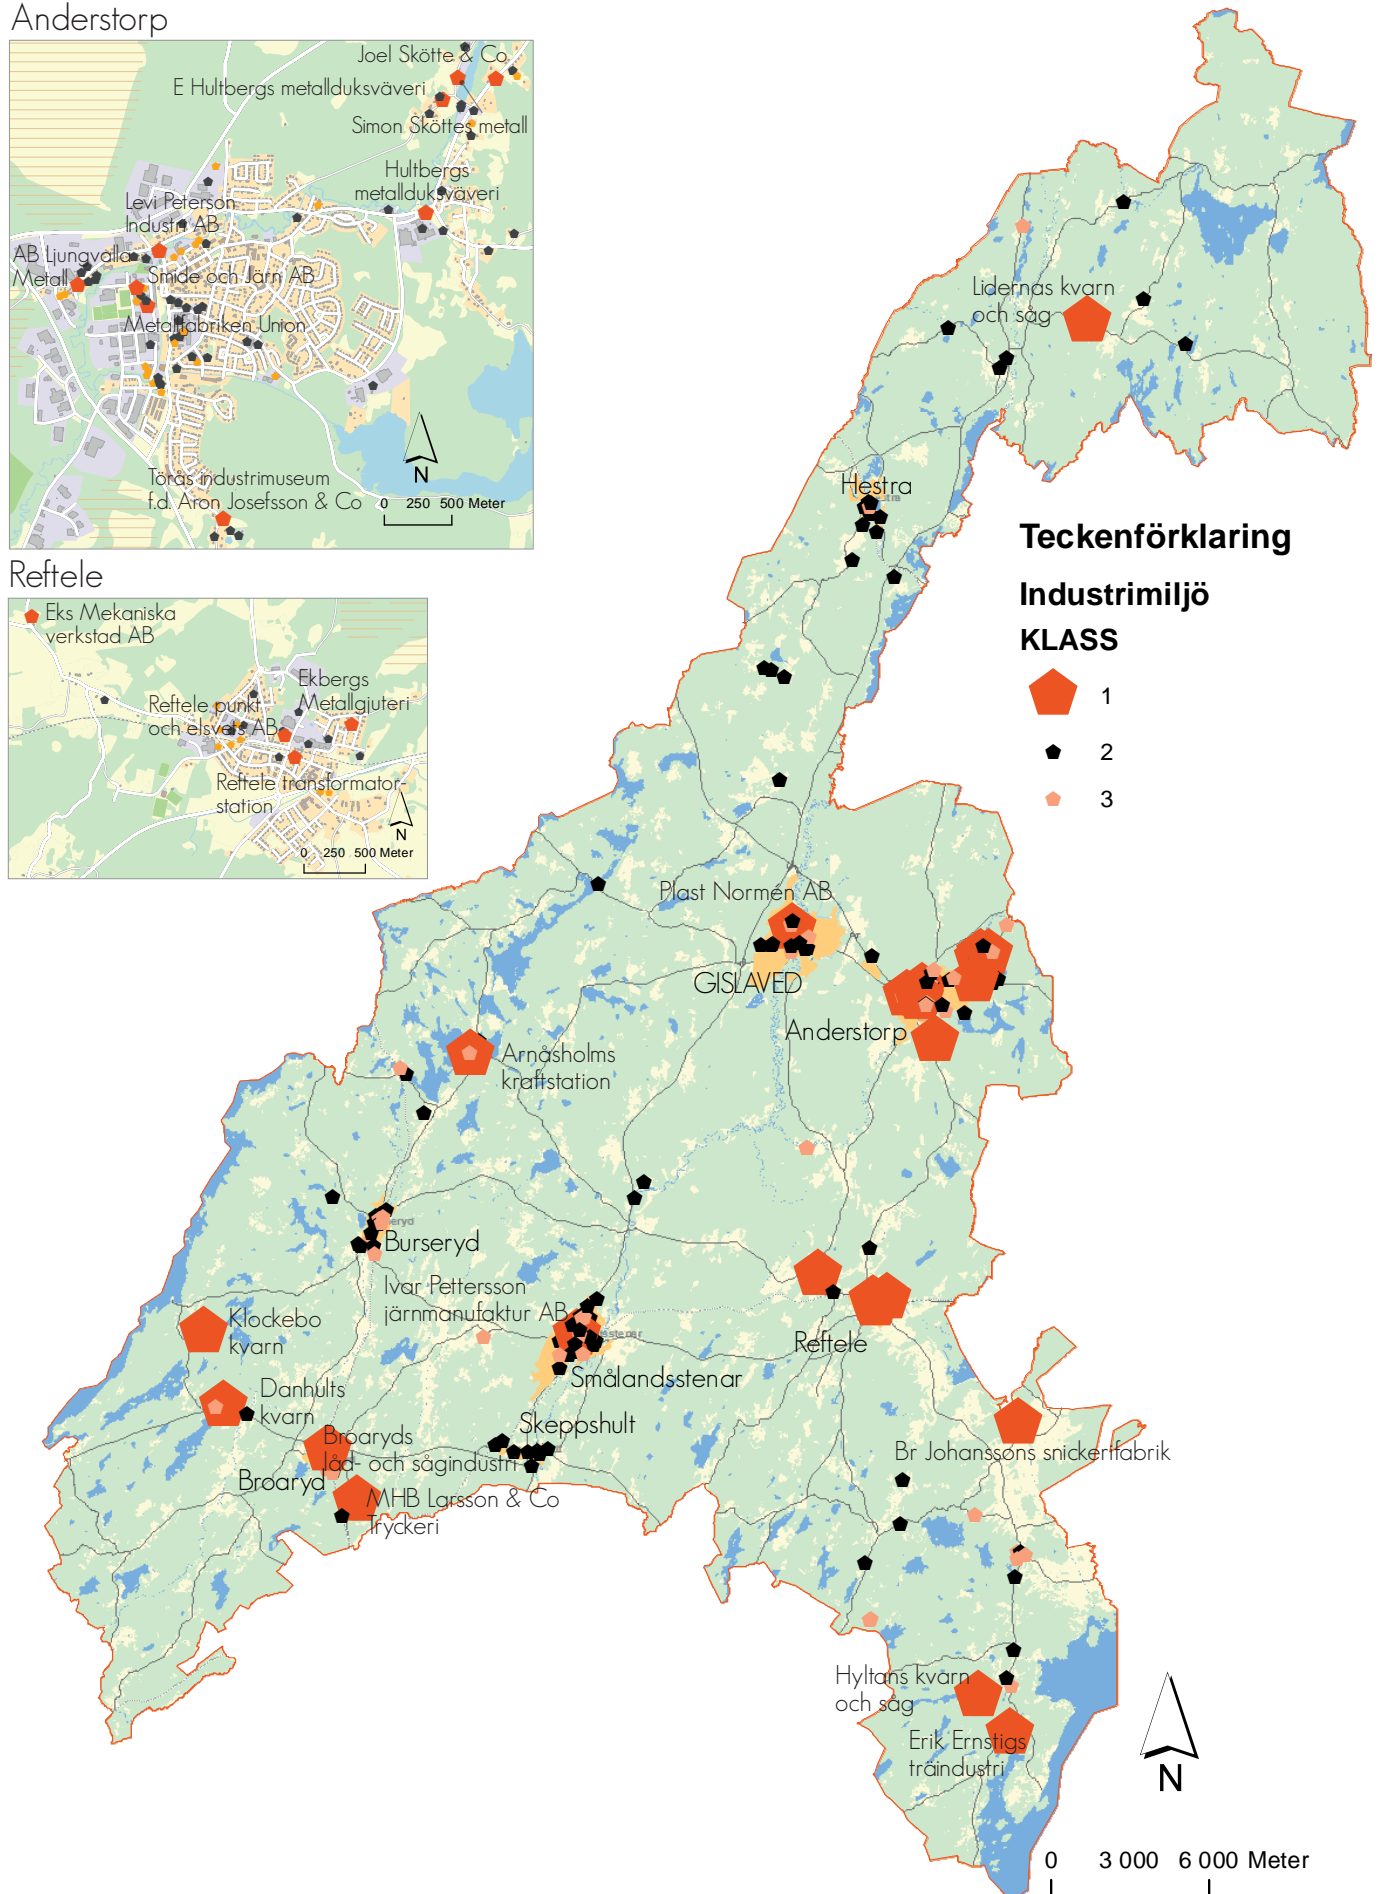 Anderstorp
Joel Skötte & Co
E Hultbergs metallduksväveri
Simon Sköttes metall
Hultbergs
metallduksväveri
Levi Peterson
Industri AB
AB Ljungvalla
Metall
Smide och Järn AB
Metallfabriken Union
Törås industrimuseum
f.d. Aron Josefsson & Co
N
0 250 500 Meter
Reftele
Eks Mekaniska
verkstad AB
Ekbergs
Metallgjuteri
Reftele punkt
och elsvets AB
Reftele transformator-
station
N
0 250 500 Meter
Lidernas kvarn
och såg
Hestra
Teckenförklaring
Industrimiljö
KLASS
1
2
3
Plast Normén AB
GISLAVED
Anderstorp
Arnåsholms
kraftstation
Burseryd
Ivar Pettersson
järnmanufaktur AB
Klockebo
kvarn
Reftele
Smålandsstenar
Danhults
kvarn
Skeppshult
Broaryds
låd- och sågindustri
Broaryd
Br Johanssons snickerifabrik
MHB Larsson & Co
Tryckeri
Hyltans kvarn
och såg
Erik Ernstigs
träindustri
N
0 3 000 6 000 Meter